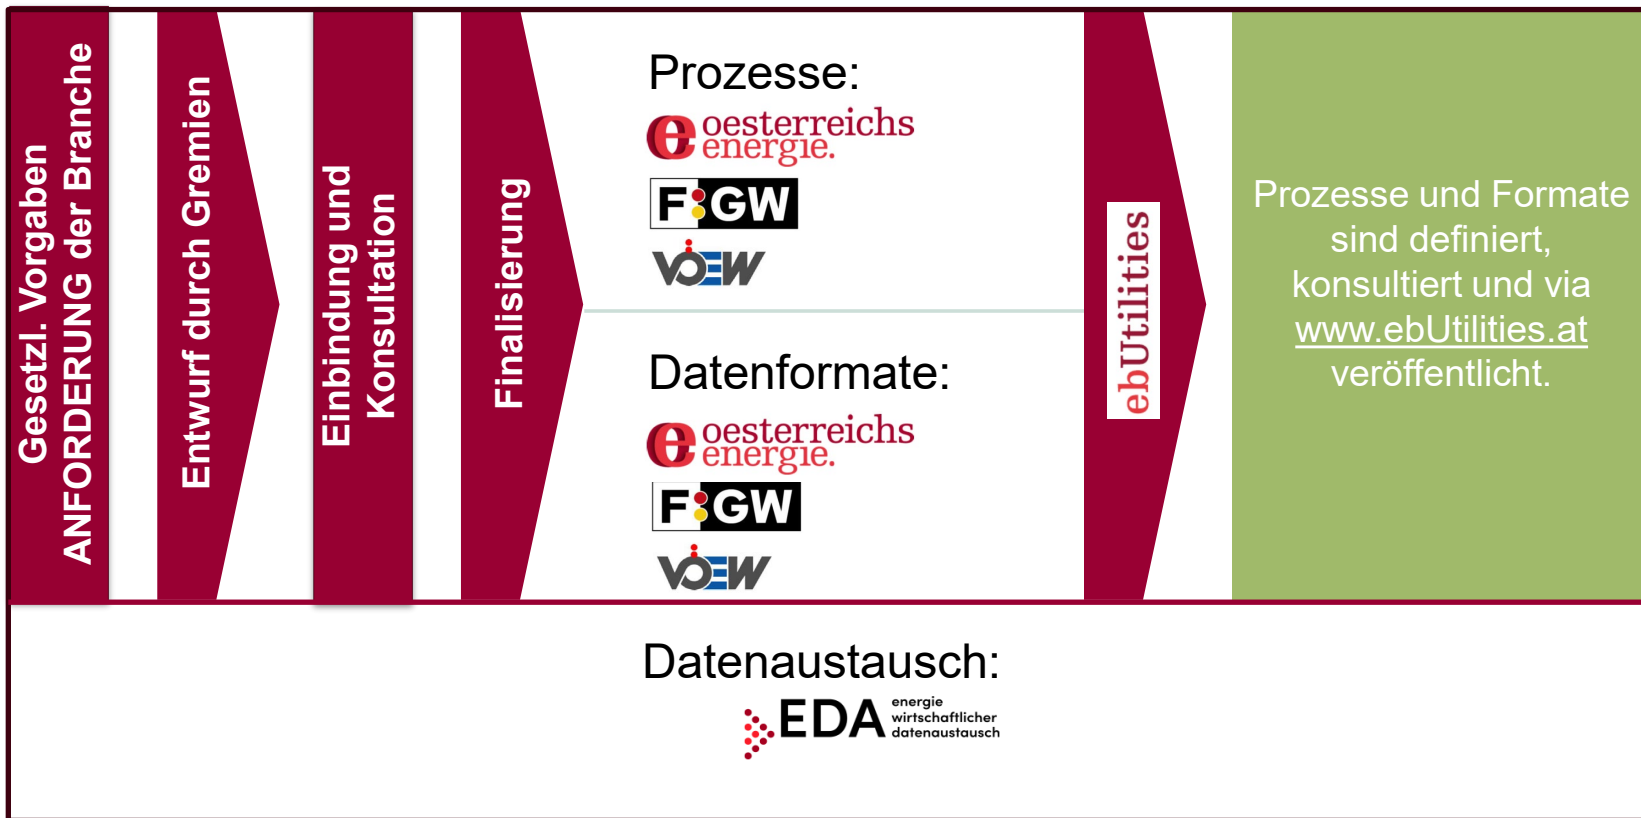 Gesetzl. Vorgaben
ANFORDERUNG der Branche
Entwurf durch Gremien
Einbindung und
Konsultation
Finalisierung
Prozesse:
oesterreichs
energie.
FGW
VÖEW
Datenformate:
oesterreichs
energie.
FGW
VÖEW
ebUtilities
Prozesse und Formate
sind definiert,
konsultiert und via
www.ebUtilities.at
veröffentlicht.
Datenaustausch:
EDA
energie
wirtschaftlicher
datenaustausch